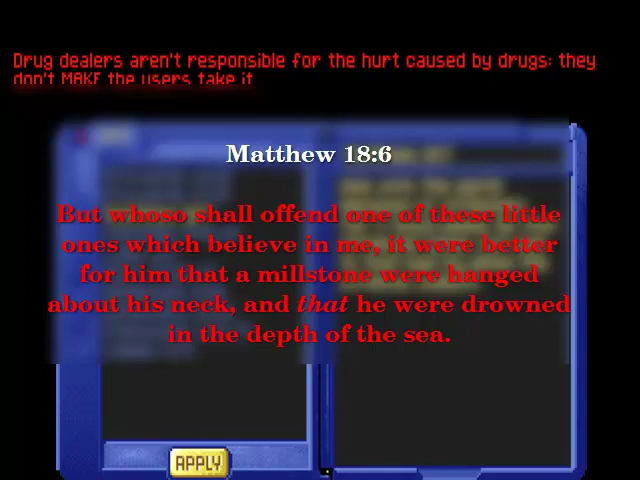 Drug dealers aren't responsible for the hurt caused by drugs: they
don't MAKE the users take it
Matthew 18:6
But whoso shall offend one of these little
ones which believe in me, it were better
for him that a millstone were hanged
about his neck, and that he were drowned
in the depth of the sea.
APPLY